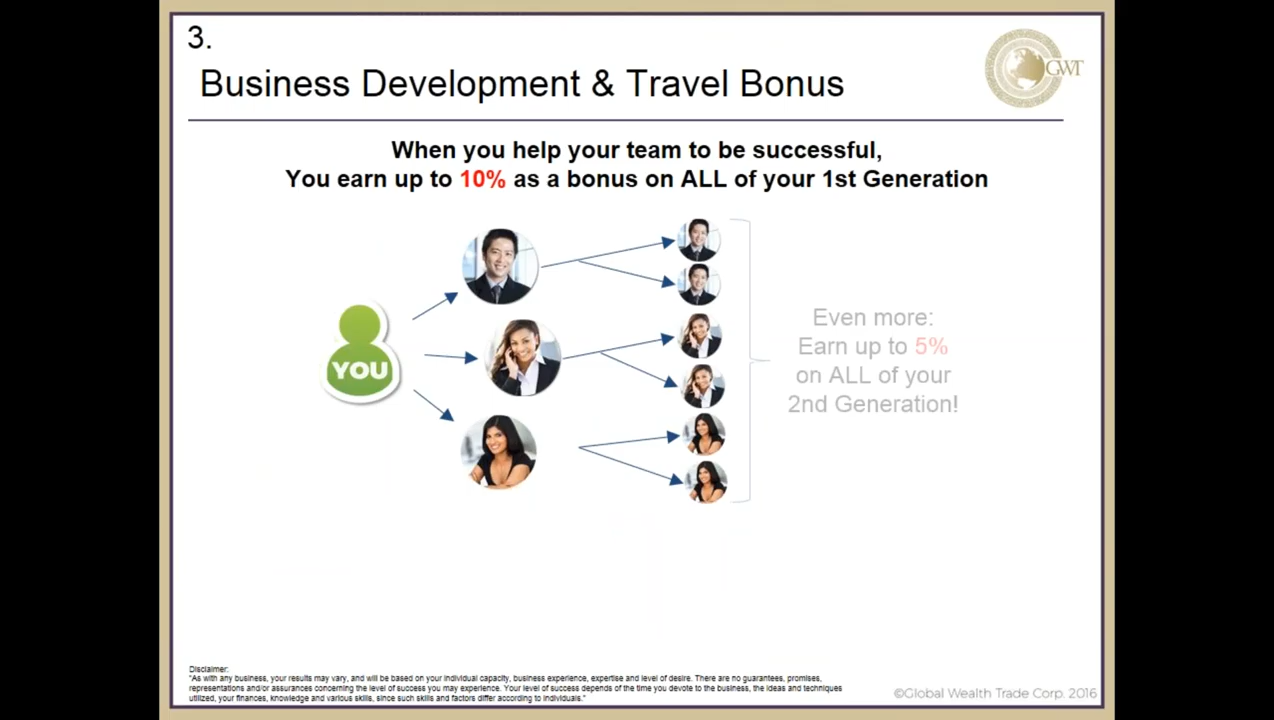 3.
Business Development & Travel Bonus
GWT
When you help your team to be successful,
You earn up to 10% as a bonus on ALL of your 1st Generation
YOU
Even more:
Earn up to 5%
on ALL of your
2nd Generation!
Disclaimer:
"As with any business, your results may vary, and will be based on your individual capacity, business experience, expertise and level of desire. There are no guarantees, promises,
representations and/or assurances concerning the level of success you may experience. Your level of success depends of the time you devote to the business, the ideas and techniques
utilized, your finances, knowledge and various skills, since such skills and factors differ according to individuals."
©Global Wealth Trade Corp. 2016